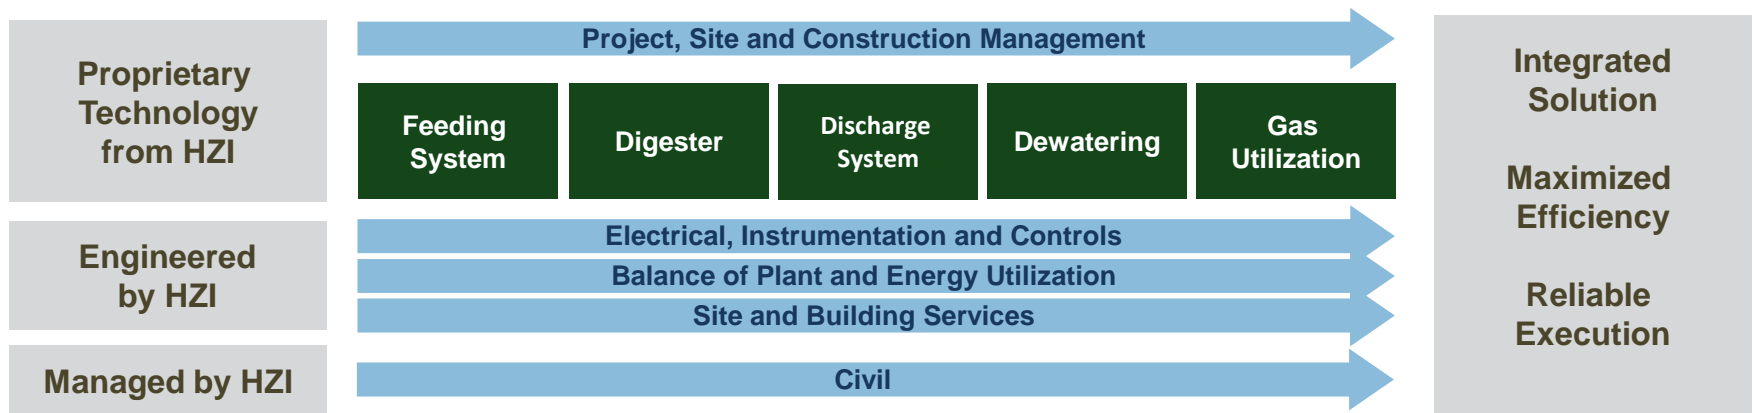 Proprietary
Technology
from HZI
Project, Site and Construction Management
Feeding
System
Digester
Discharge
System
Dewatering
Gas
Utilization
Engineered
by HZI
Electrical, Instrumentation and Controls
Balance of Plant and Energy Utilization
Site and Building Services
Managed by HZI
Civil
Integrated
Solution
Maximized
Efficiency
Reliable
Execution